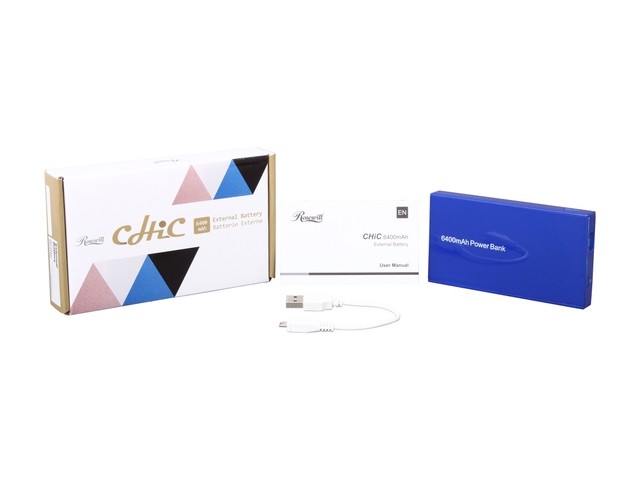 Rosewill
CHiC
6400
mAh
External Battery
Batterie Externe
Rosewill
EN
CHiC 6400mAh
External Battery
User Manual
6400mAh Power Bank